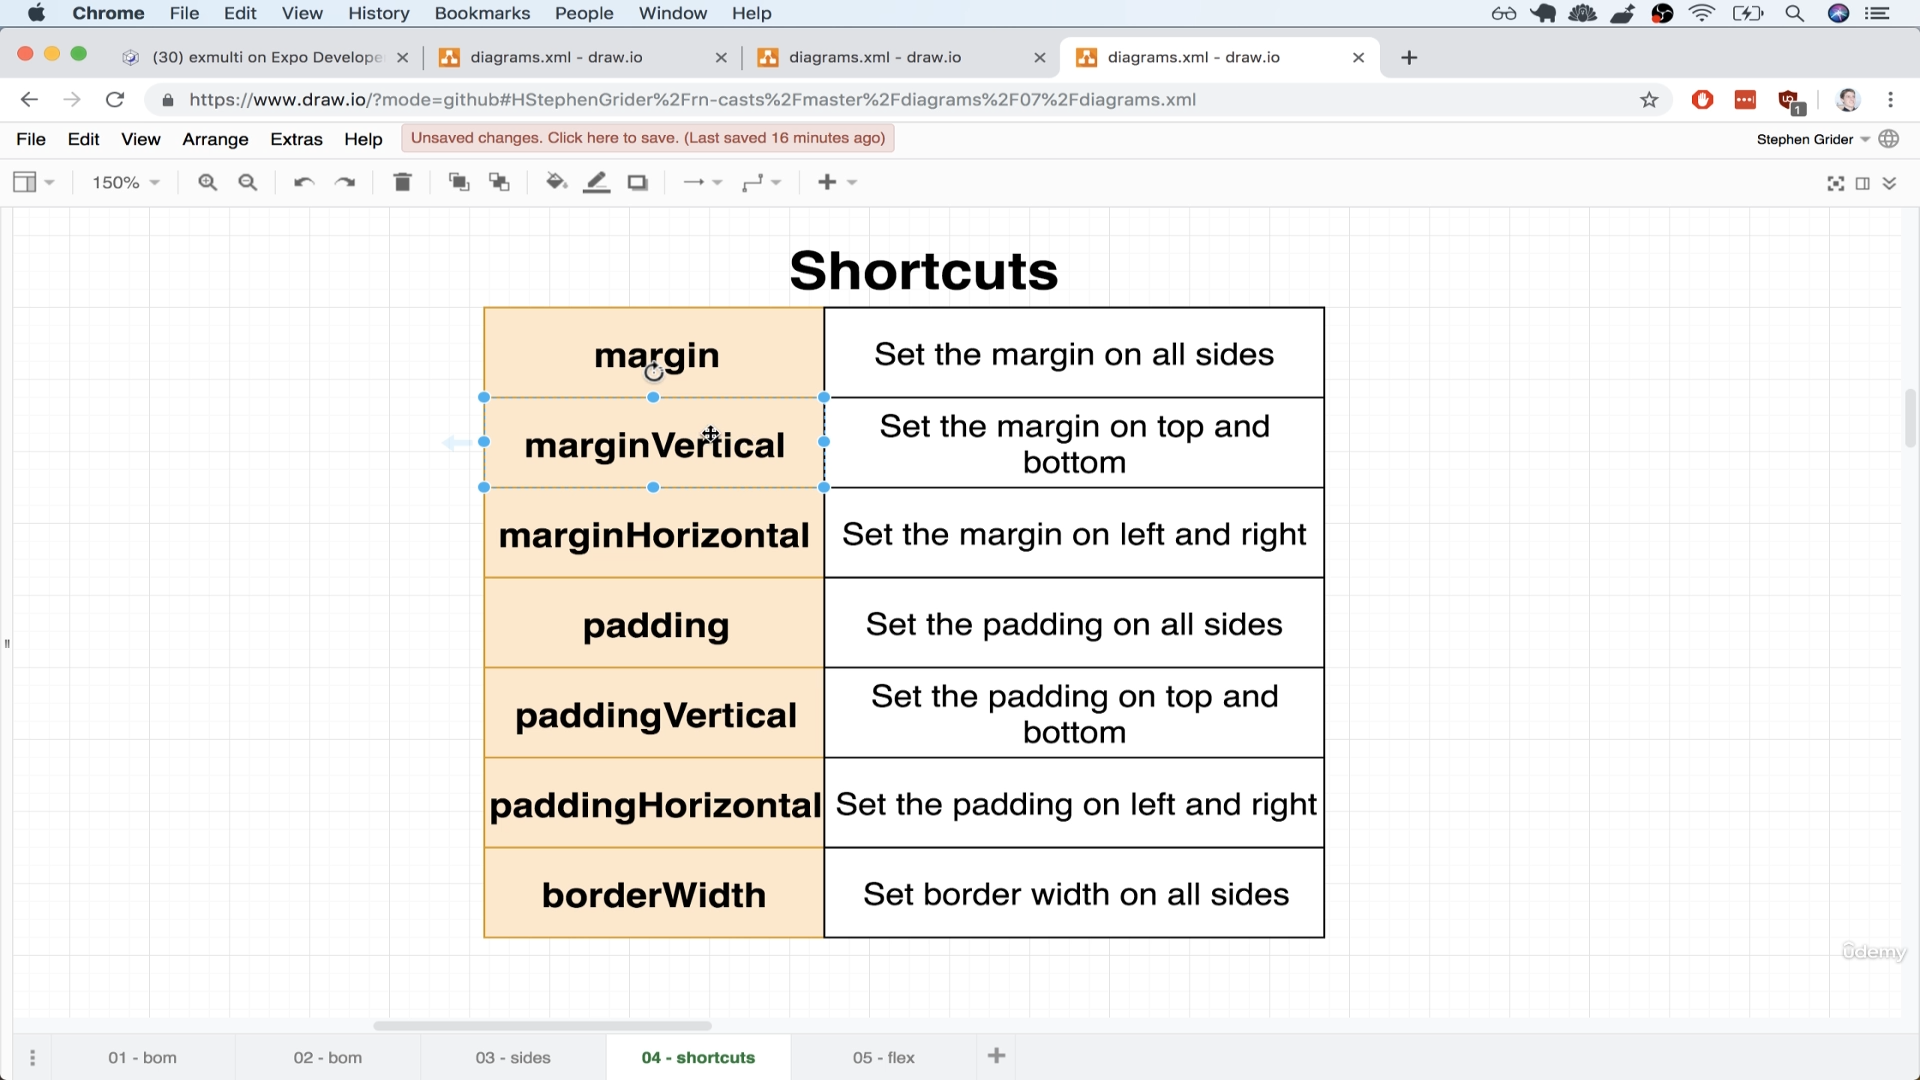 Chrome File Edit View History Bookmarks People Window Help
(30) exmulti on Expo Develope
diagrams.xml - draw.io
diagrams.xml - draw.io
diagrams.xml - draw.io
https://www.draw.io/?mode=github#HStephenGrider%2Frn-casts%2Fmaster%2Fdiagrams%2F07%2Fdiagrams.xml
1
File Edit View Arrange Extras Help Unsaved changes. Click here to save. (Last saved 16 minutes ago) Stephen Grider
150%
Shortcuts
margin Set the margin on all sides
marginVertical Set the margin on top and
bottom
marginHorizontal Set the margin on left and right
padding Set the padding on all sides
paddingVertical Set the padding on top and
bottom
paddingHorizontal Set the padding on left and right
borderWidth Set border width on all sides
ûdemy
01 - bom 02 - bom 03 - sides 04 - shortcuts 05 - flex